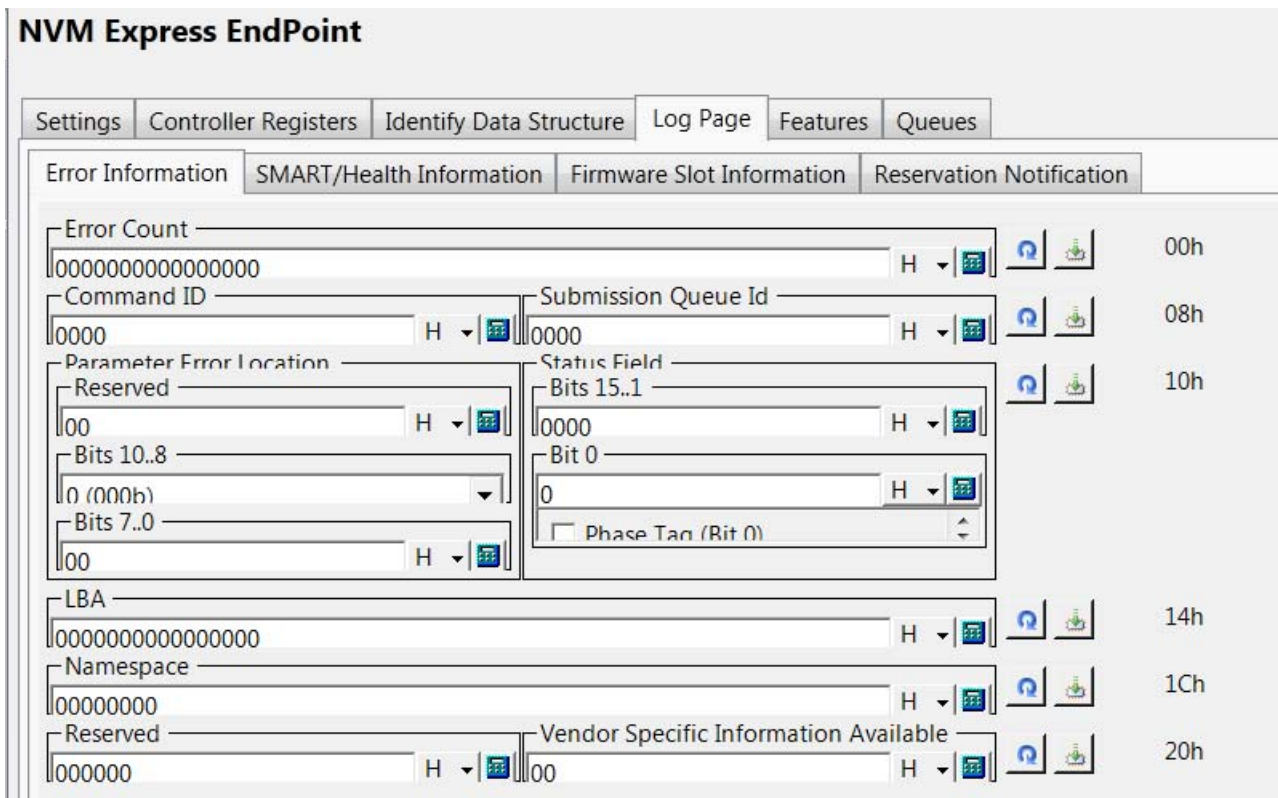 NVM Express EndPoint
Settings Controller Registers Identify Data Structure Log Page Features Queues
Error Information SMART/Health Information Firmware Slot Information Reservation Notification
Error Count
0000000000000000 H 00h
Command ID Submission Queue Id
0000 H 0000 H 08h
Parameter Error Location Status Field
Reserved Bits 15..1 10h
00 H 0000 H
Bits 10..8 Bit 0
0 (000b) 0 H
Bits 7..0 Phase Tag (Bit 0)
00 H
LBA
0000000000000000 H 14h
Namespace
00000000 H 1Ch
Reserved Vendor Specific Information Available
000000 H 00 H 20h